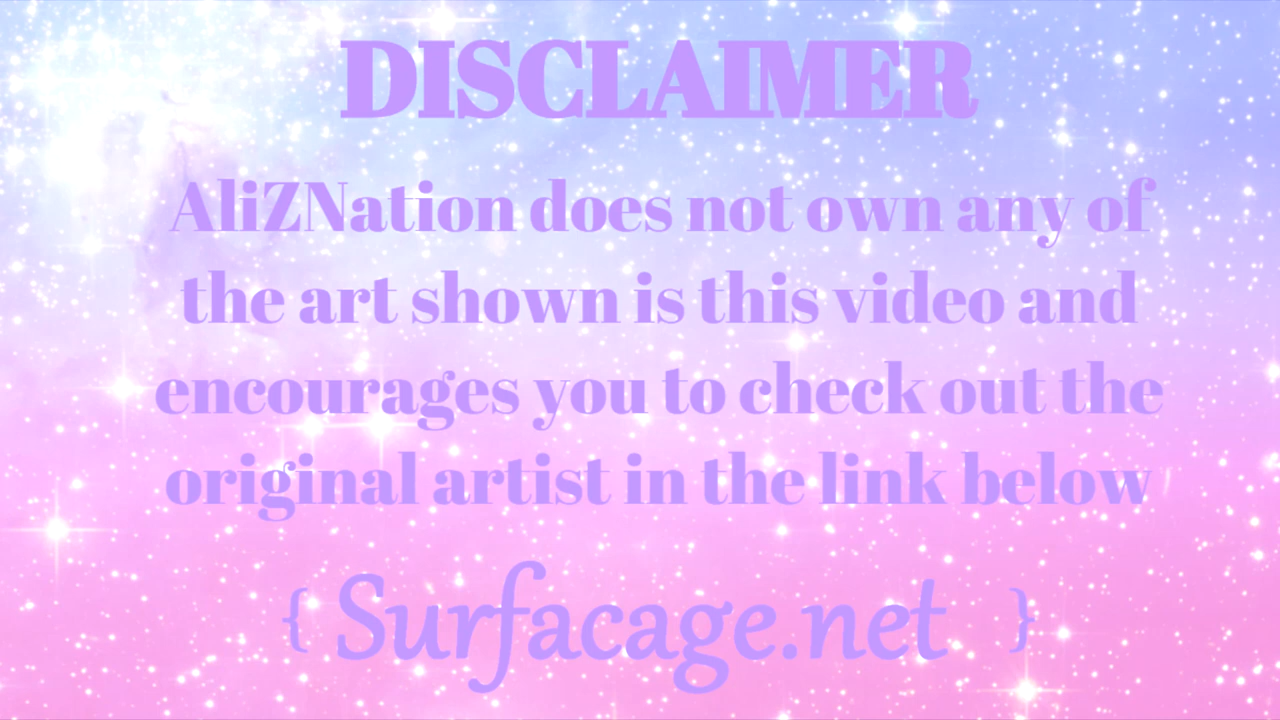 DISCLAIMER
AliZNation does not own any of
the art shown is this video and
encourages you to check out the
original artist in the link below
{ Surfacage.net }